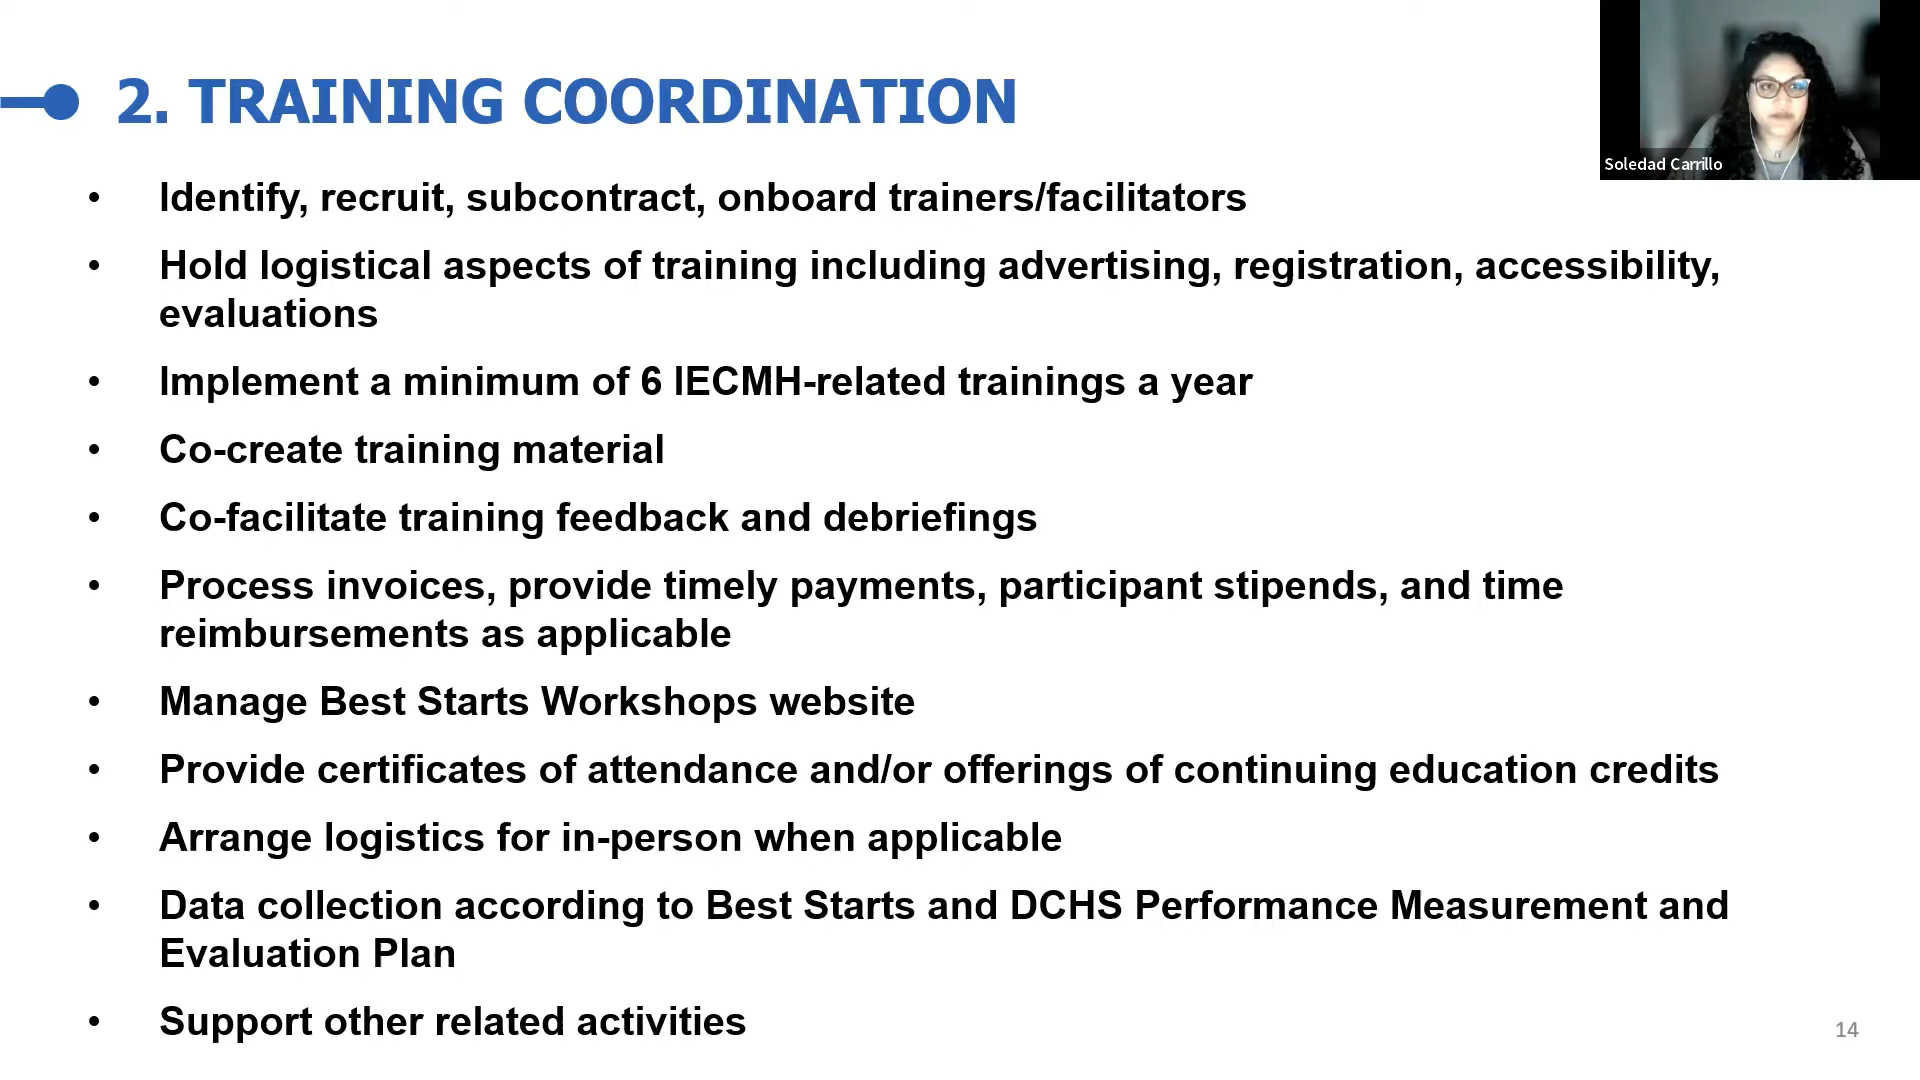 2. TRAINING COORDINATION
Soledad Carrillo
• Identify, recruit, subcontract, onboard trainers/facilitators
• Hold logistical aspects of training including advertising, registration, accessibility,
evaluations
• Implement a minimum of 6 IECMH-related trainings a year
• Co-create training material
• Co-facilitate training feedback and debriefings
• Process invoices, provide timely payments, participant stipends, and time
reimbursements as applicable
• Manage Best Starts Workshops website
• Provide certificates of attendance and/or offerings of continuing education credits
• Arrange logistics for in-person when applicable
• Data collection according to Best Starts and DCHS Performance Measurement and
Evaluation Plan
• Support other related activities
14